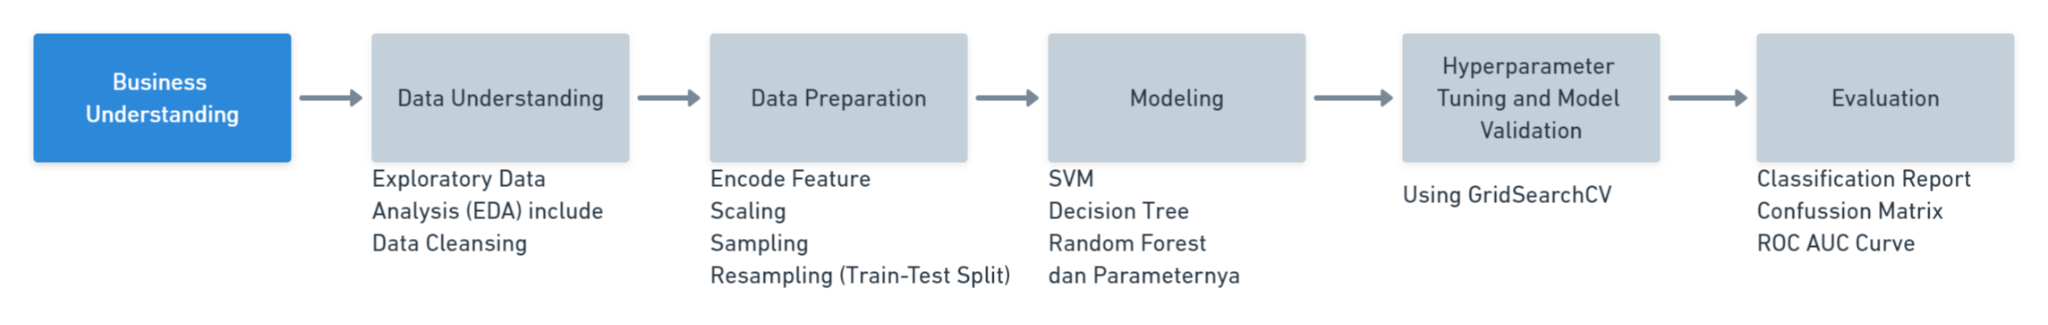 Business
Understanding
Data Understanding
Exploratory Data
Analysis (EDA) include
Data Cleansing
Data Preparation
Encode Feature
Scaling
Sampling
Resampling (Train-Test Split)
Modeling
SVM
Decision Tree
Random Forest
dan Parameternya
Hyperparameter
Tuning and Model
Validation
Using GridSearchCV
Evaluation
Classification Report
Confussion Matrix
ROC AUC Curve